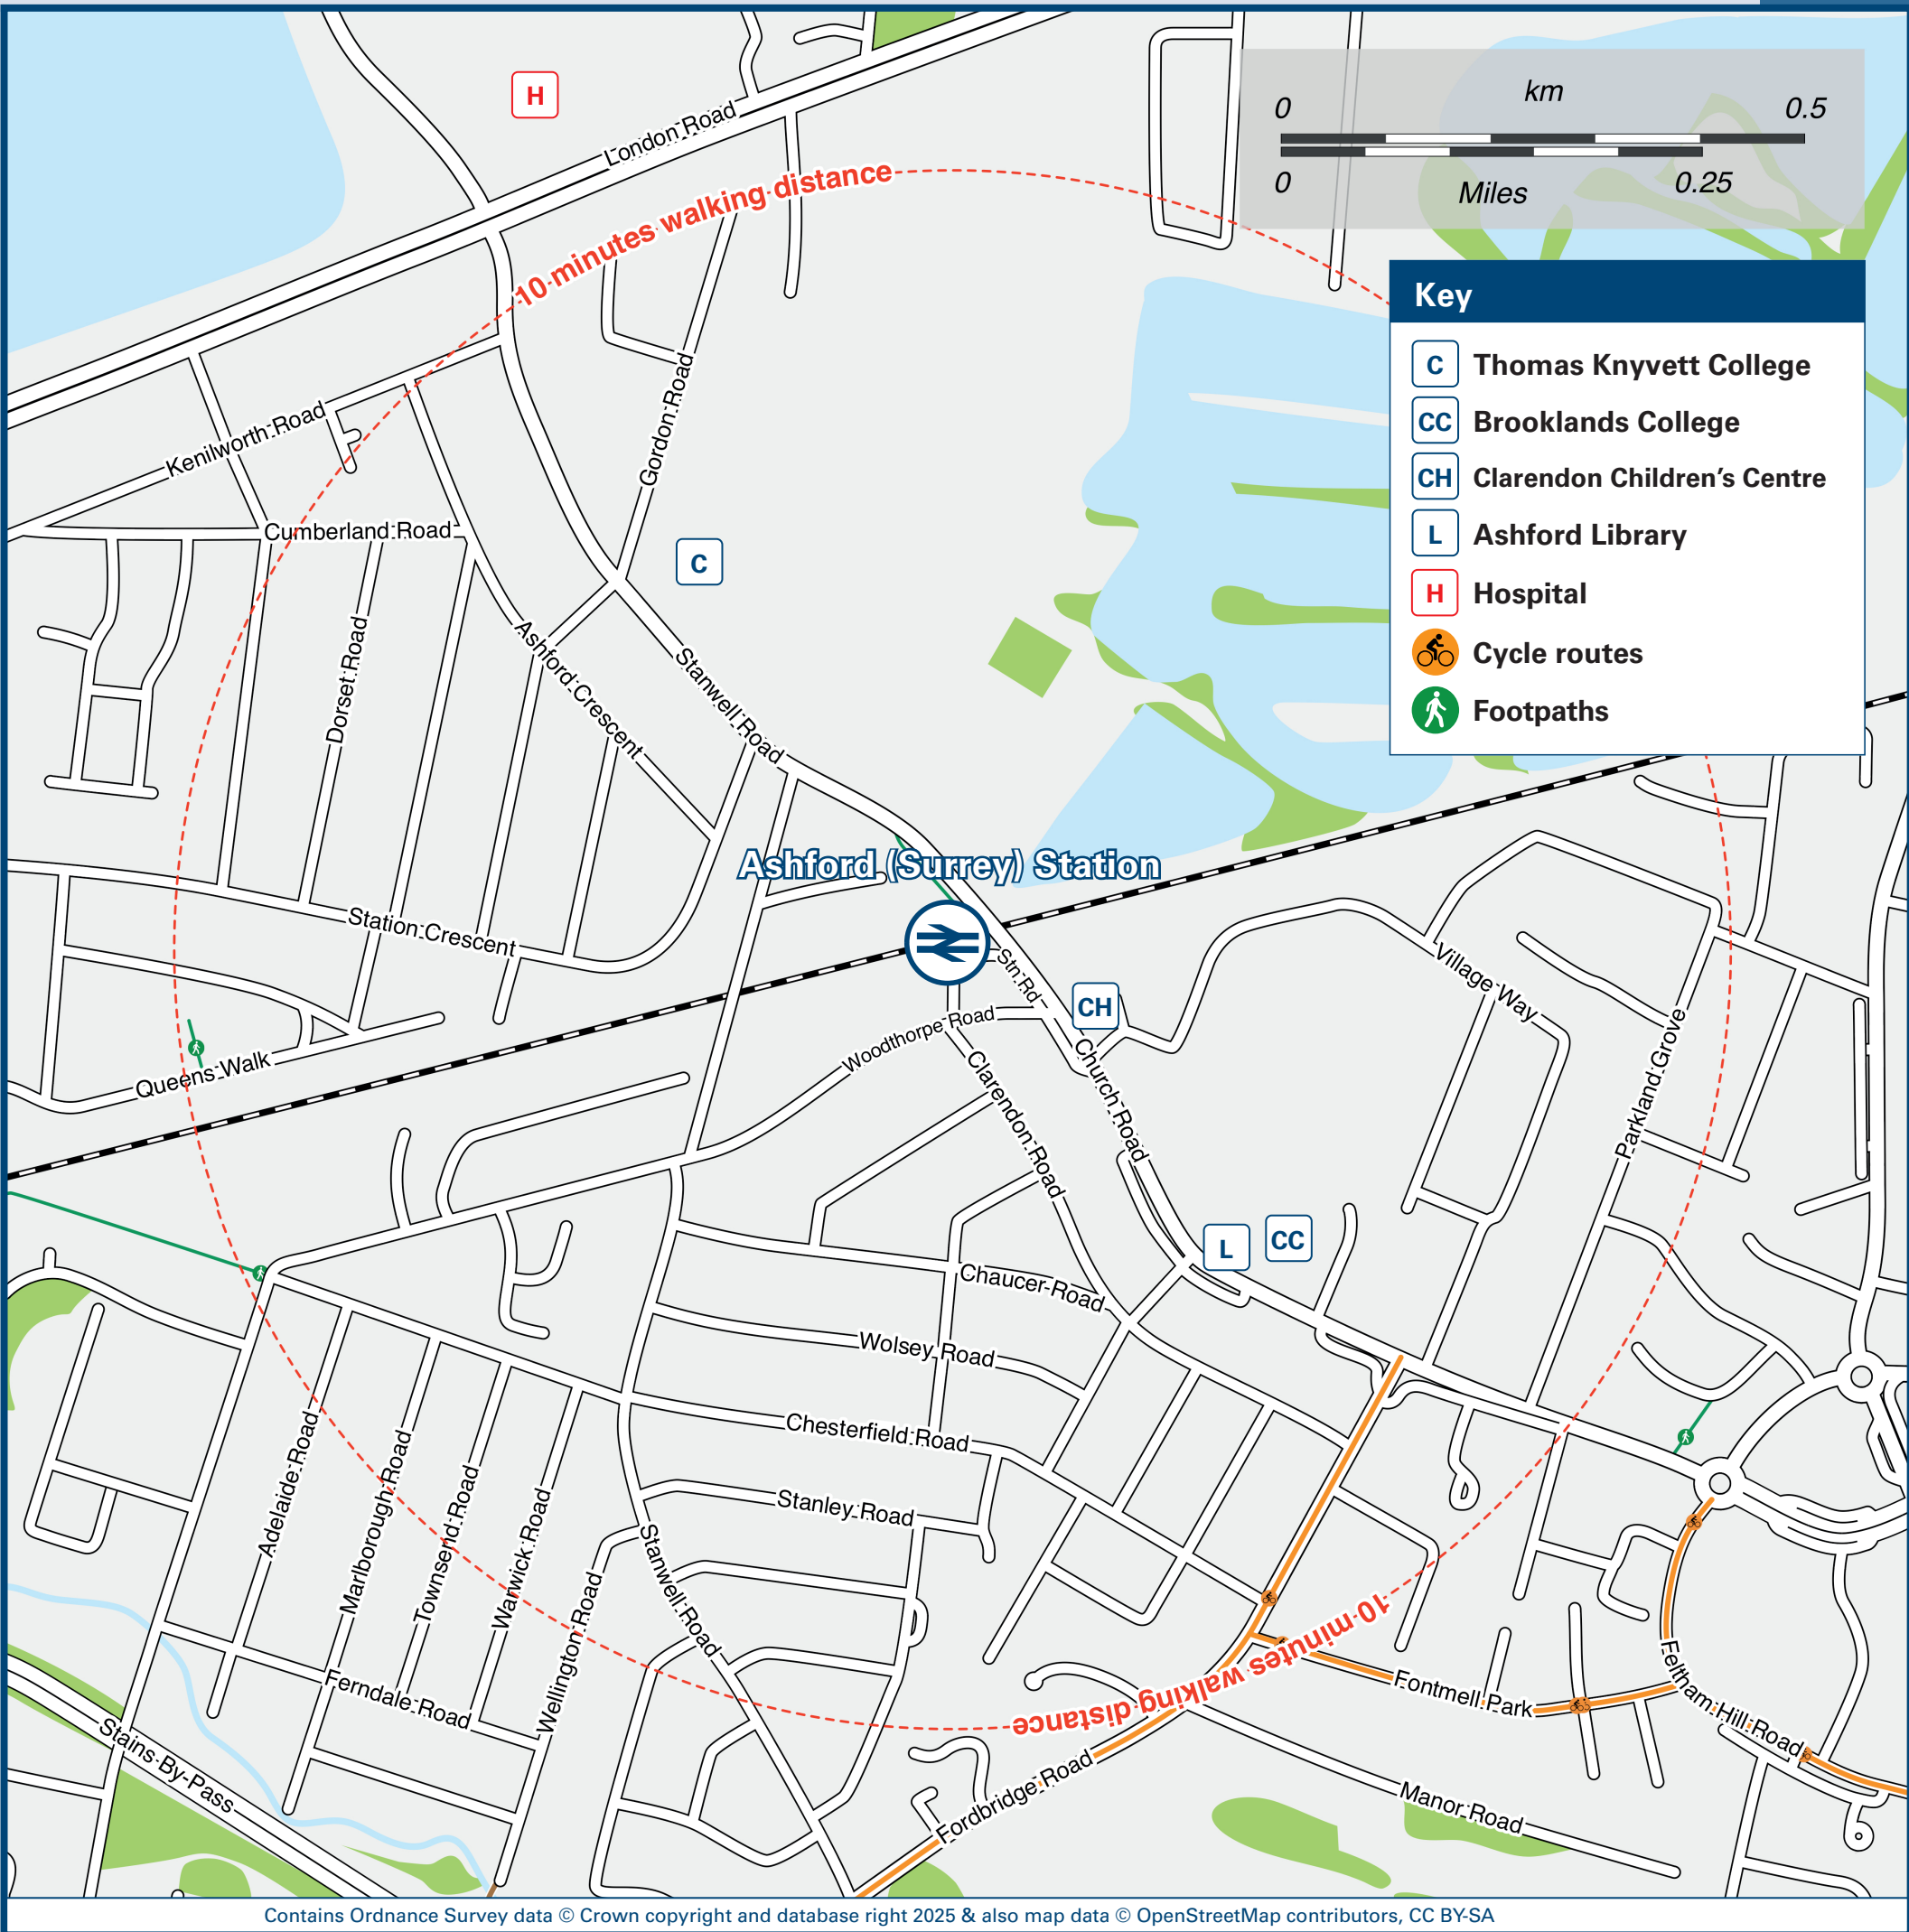 H
London Road
10 minutes walking distance
0
km
0.5
0
Miles
0.25
Key
C Thomas Knyvett College
CC Brooklands College
CH Clarendon Children's Centre
L Ashford Library
H Hospital
Cycle routes
Footpaths
Gordon Road
Kenilworth Road
Cumberland Road
C
Dorset Road
Ashford Crescent
Stanwell Road
Ashford (Surrey) Station
Station Crescent
Stn Rd
Village Way
CH
Woodthorpe Road
Queens Walk
Clarendon Road
Church Road
Parkland Grove
L
CC
Chaucer Road
Wolsey Road
Chesterfield Road
Adelaide Road
Marlborough Road
Townsend Road
Warwick Road
Stanley Road
Stanwell Road
Wellington Road
10 minutes walking distance
Ferndale Road
Fontmell Park
Feltham Hill Road
Stains By-Pass
Fordbridge Road
Manor Road
Contains Ordnance Survey data © Crown copyright and database right 2025 & also map data © OpenStreetMap contributors, CC BY-SA